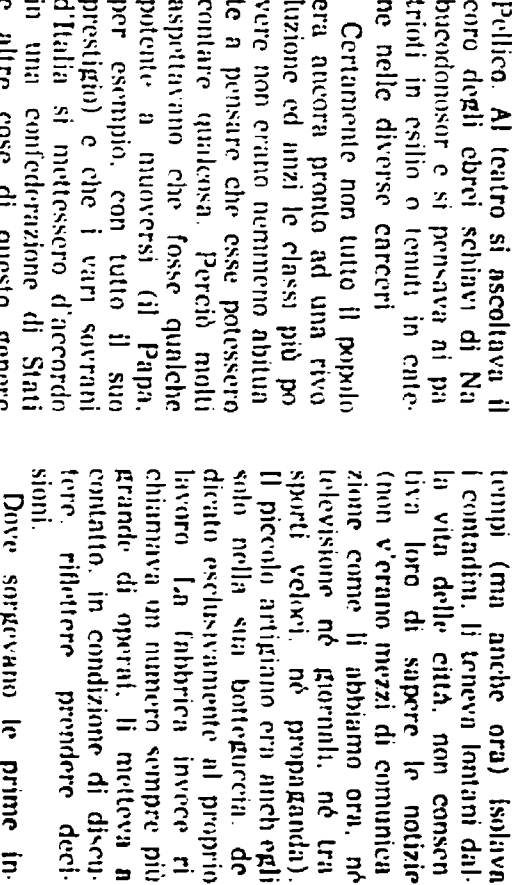 Pellico. Al teatro si ascoltava il
coro degli ebrei schiavi di Na
bucodonosor e si pensava ai pa
trioti in esilio o tenuti in cate-
ne nelle diverse carceri
Certamente non tutto il popolo
era ancora pronto ad una rivo
luzione ed anzi le classi più po
vere non erano nemmeno abitua
te a pensare che esse potessero
contare qualcosa. Perciò molti
aspettavano che fosse qualche
potente a muoversi (il Papa,
per esempio, con tutto il suo
prestigio) e che i vari sovrani
d'Italia si mettessero d'accordo
in una confederazione di Stati
e altre cose di questo genere
tempi (ma anche ora) isolava
i contadini, li teneva lontani dal-
la vita delle città, non consen
tiva loro di sapere le notizie
(non v'erano mezzi di comunica
zione come li abbiamo ora, né
televisione né giornali, né tra
sporti veloci, né propaganda).
Il piccolo artigiano era anch'egli
solo nella sua botteguccia, de
dicato esclusivamente al proprio
lavoro La fabbrica invece ri
chiamava un numero sempre più
grande di operai, li metteva a
contatto, in condizione di discu-
tere, riflettere prendere deci-
sioni.
Dove sorgevano le prime in-